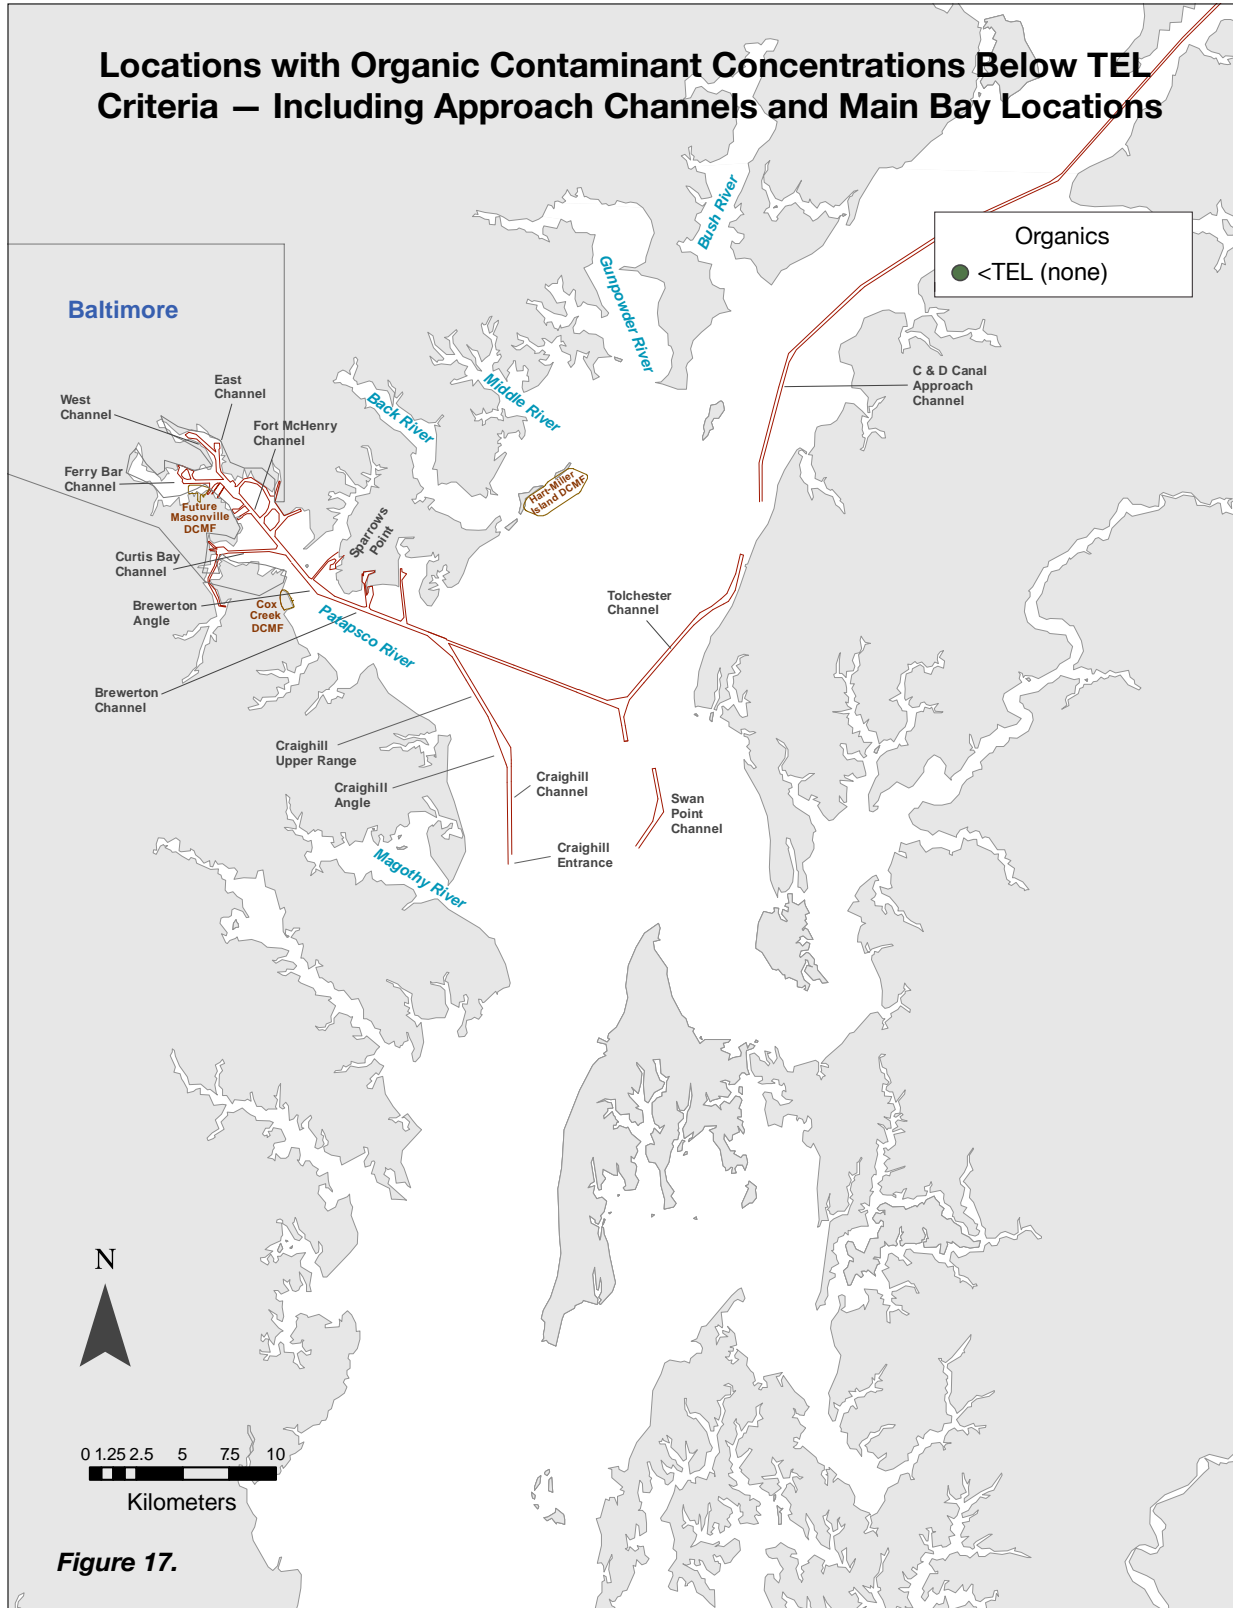 Locations with Organic Contaminant Concentrations Below TEL
Criteria — Including Approach Channels and Main Bay Locations
Bush River
Organics
<TEL (none)
Gunpowder River
Baltimore
C & D Canal
Approach
Channel
East
Channel
West
Channel
Middle River
Back River
Fort McHenry
Channel
Ferry Bar
Channel
Hart-Miller
Island DCMF
Future
Masonville
DCMF
Sparrows
Point
Curtis Bay
Channel
Tolchester
Channel
Brewerton
Angle
Cox
Creek
DCMF
Patapsco River
Brewerton
Channel
Craighill
Upper Range
Craighill
Angle
Craighill
Channel
Swan
Point
Channel
Craighill
Entrance
Magothy River
N
0 1.25 2.5 5 7.5 10
Kilometers
Figure 17.